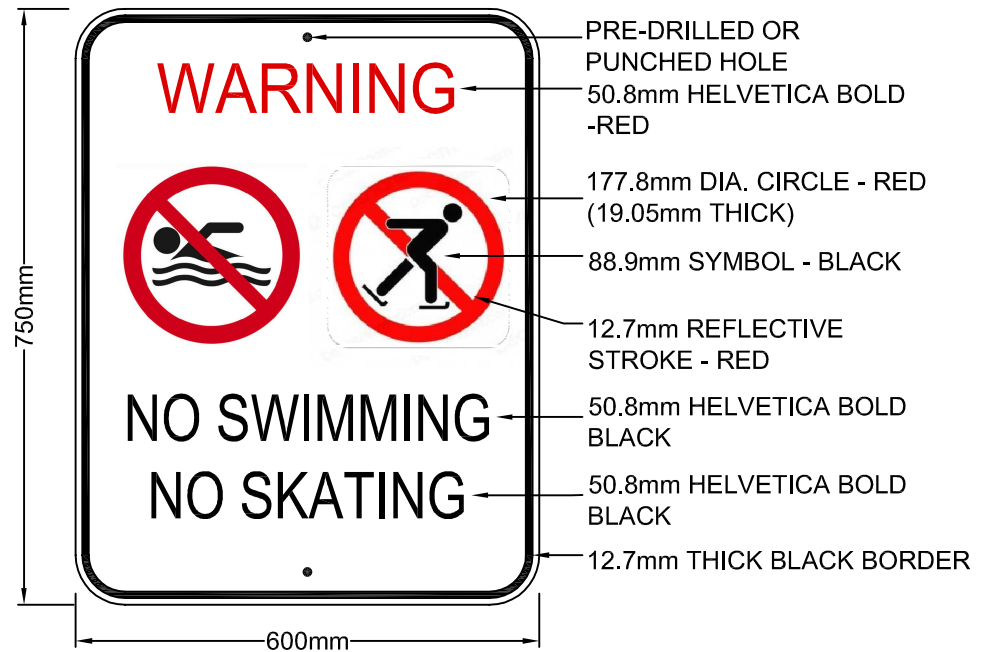 WARNING
NO SWIMMING
NO SKATING
750mm
600mm
PRE-DRILLED OR
PUNCHED HOLE
50.8mm HELVETICA BOLD
-RED
177.8mm DIA. CIRCLE - RED
(19.05mm THICK)
88.9mm SYMBOL - BLACK
12.7mm REFLECTIVE
STROKE - RED
50.8mm HELVETICA BOLD
BLACK
50.8mm HELVETICA BOLD
BLACK
12.7mm THICK BLACK BORDER